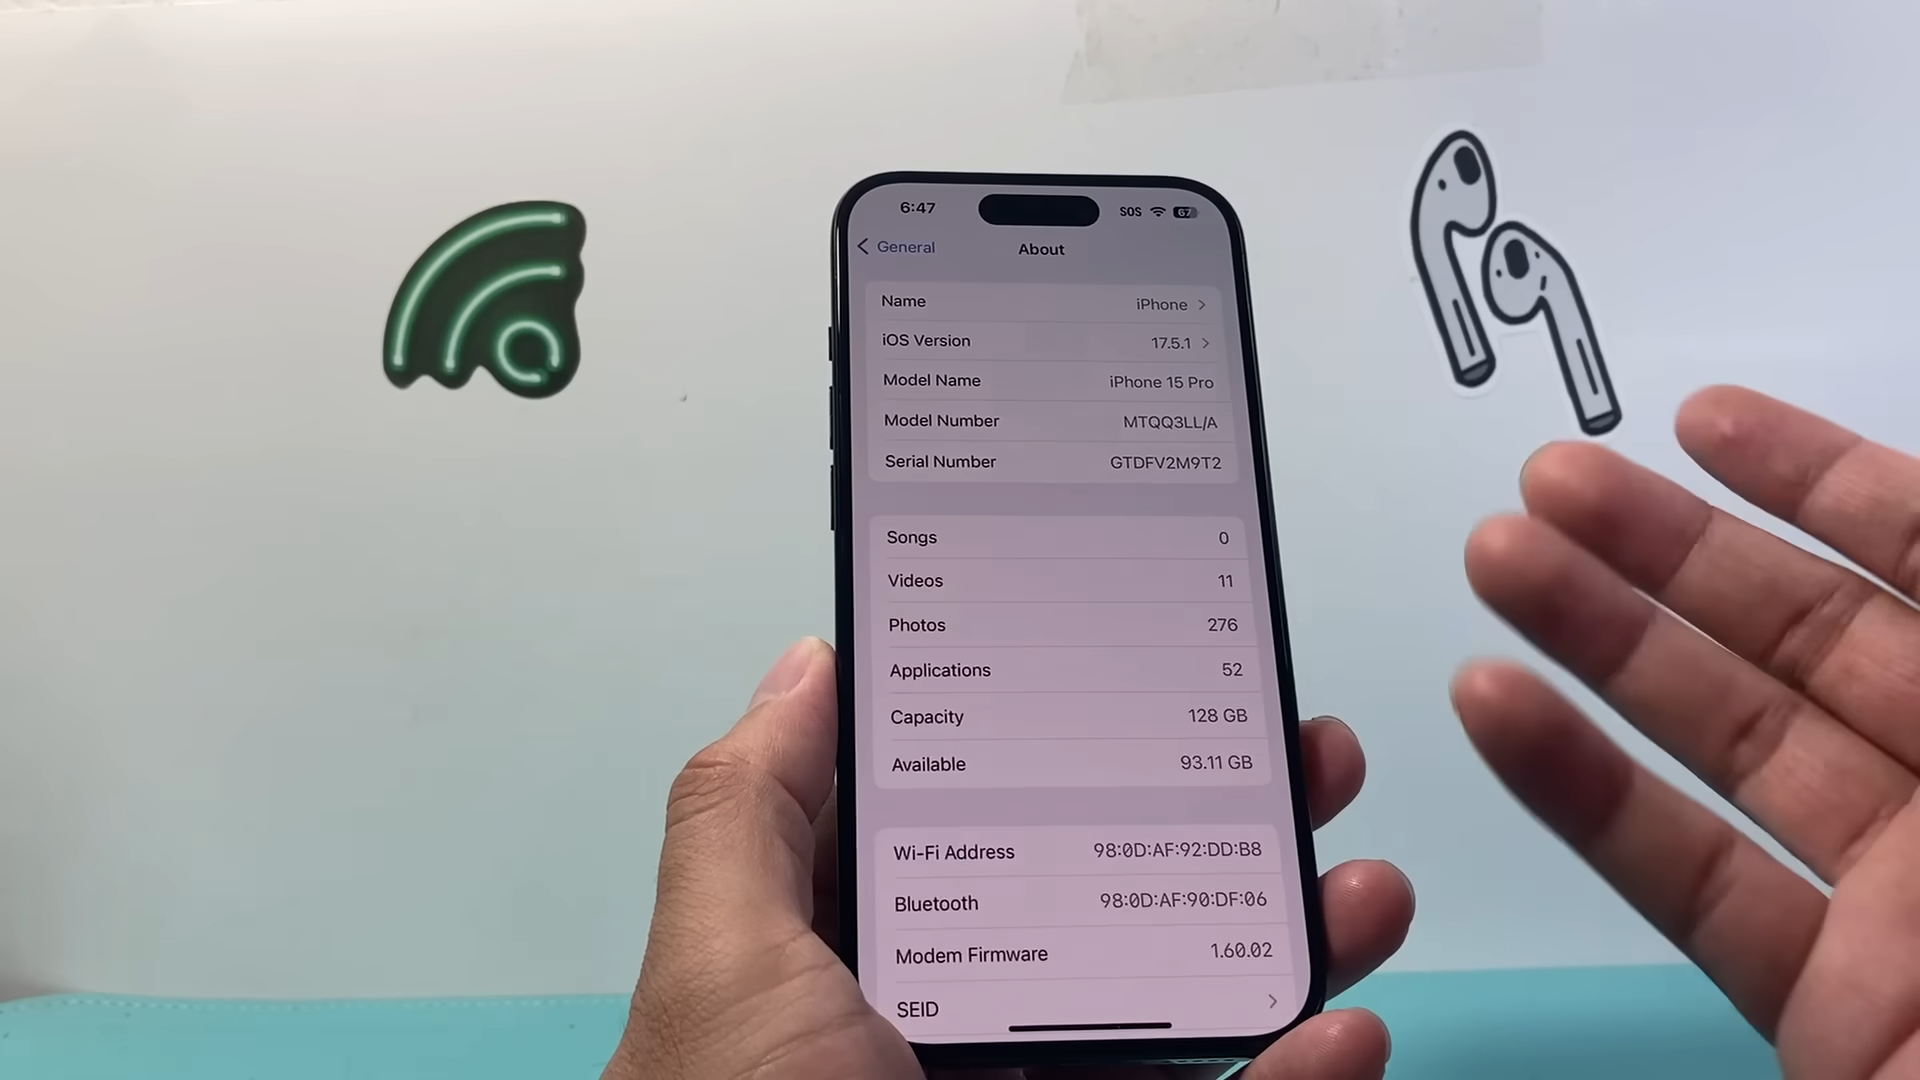 6:47 SOS 67
General About
Name iPhone
iOS Version 17.5.1
Model Name iPhone 15 Pro
Model Number MTQQ3LL/A
Serial Number GTDFV2M9T2
Songs 0
Videos 11
Photos 276
Applications 52
Capacity 128 GB
Available 93.11 GB
Wi-Fi Address 98:0D:AF:92:DD:B8
Bluetooth 98:0D:AF:90:DF:06
Modem Firmware 1.60.02
SEID